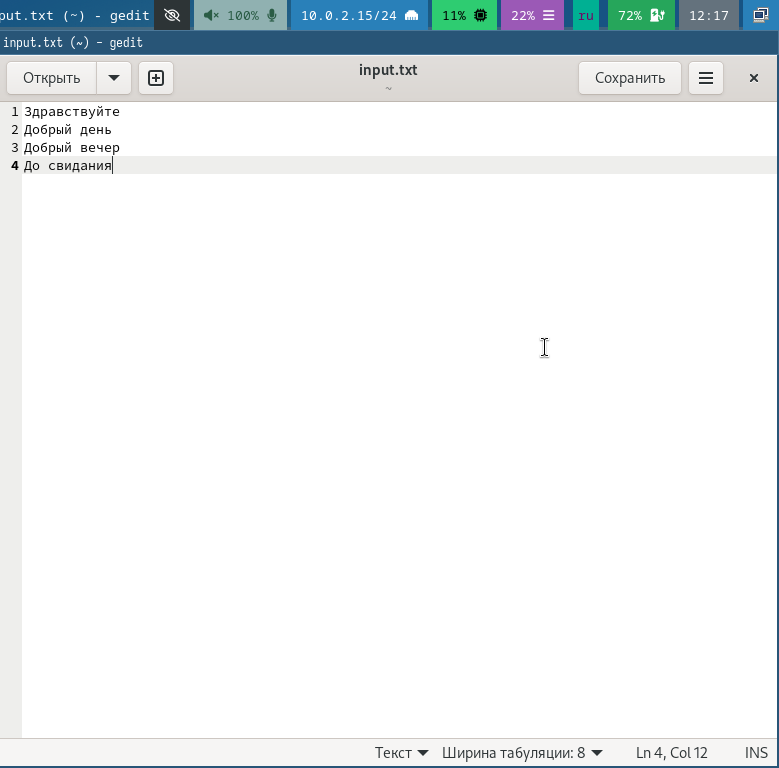 put.txt (~) - gedit 100% 10.0.2.15/24 11% 22% ru 72% 12:17
input.txt (~) - gedit
Открыть input.txt Сохранить
~
1 Здравствуйте
2 Добрый день
3 Добрый вечер
4 До свидания
Текст Ширина табуляции: 8 Ln 4, Col 12 INS